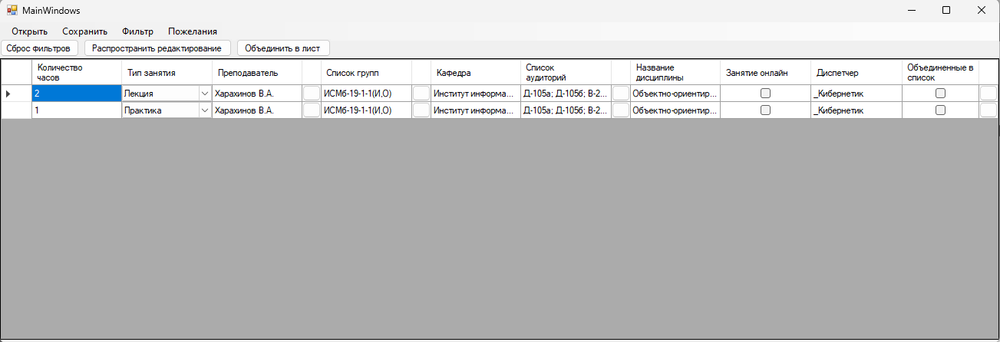 MainWindows
Открыть Сохранить Фильтр Пожелания
Сброс фильтров Распространить редактирование Объединить в лист
Количество часов Тип занятия Преподаватель Список групп Кафедра Список аудиторий Название дисциплины Занятие онлайн Диспетчер Объединенные в список
2 Лекция Харахинов В.А. ИСМб-19-1-1(И,О) Институт информа... Д-105а; Д-105б; В-2... Объектно-ориентир... _Кибернетик
1 Практика Харахинов В.А. ИСМб-19-1-1(И,О) Институт информа... Д-105а; Д-105б; В-2... Объектно-ориентир... _Кибернетик